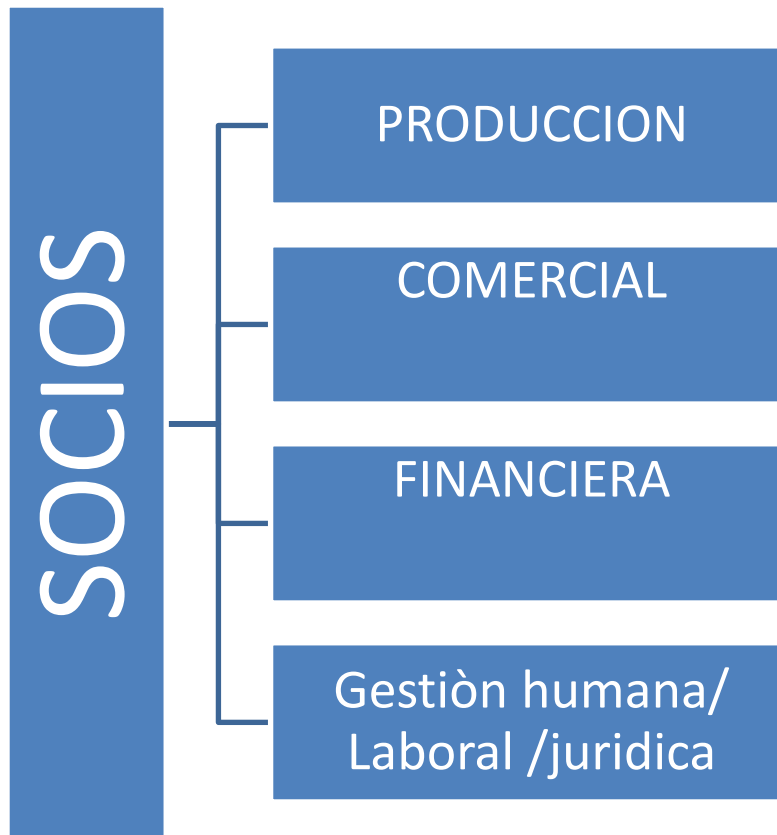 SOCIOS
PRODUCCION
COMERCIAL
FINANCIERA
Gestiòn humana/
Laboral /juridica